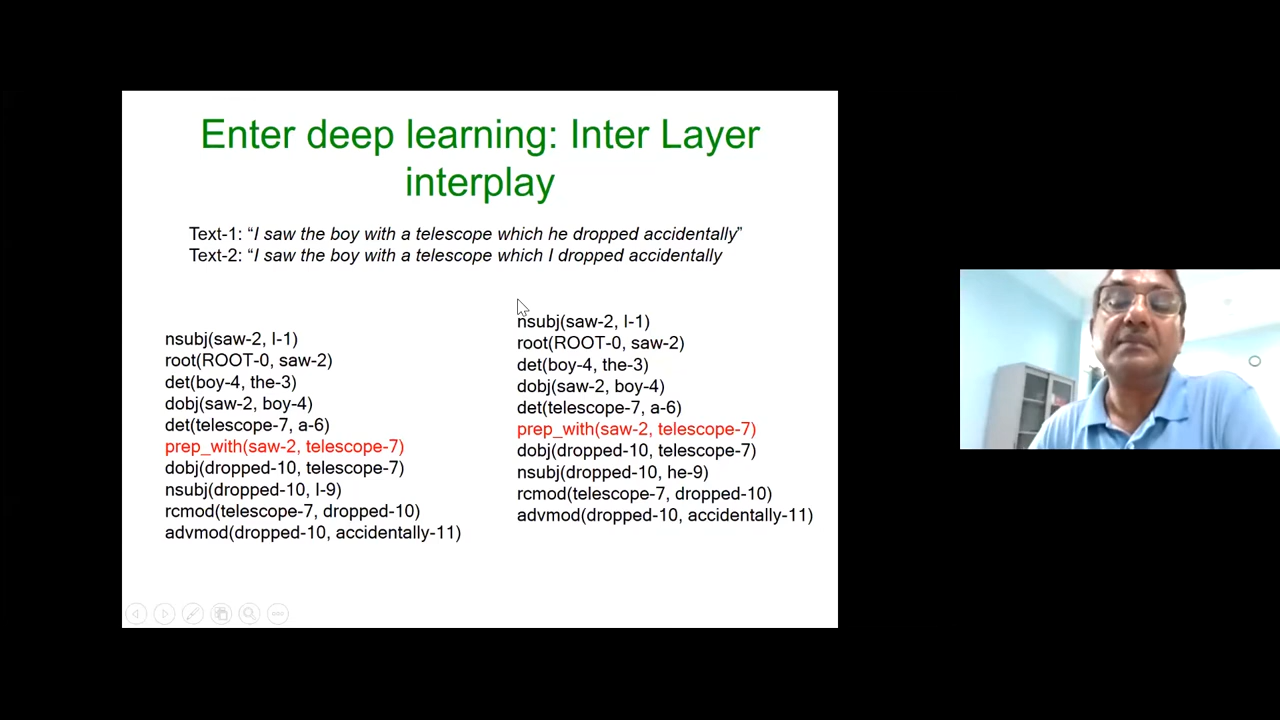 Enter deep learning: Inter Layer
interplay
Text-1: “I saw the boy with a telescope which he dropped accidentally”
Text-2: “I saw the boy with a telescope which I dropped accidentally
nsubj(saw-2, I-1)
root(ROOT-0, saw-2)
det(boy-4, the-3)
dobj(saw-2, boy-4)
det(telescope-7, a-6)
prep_with(saw-2, telescope-7)
dobj(dropped-10, telescope-7)
nsubj(dropped-10, I-9)
rcmod(telescope-7, dropped-10)
advmod(dropped-10, accidentally-11)
nsubj(saw-2, I-1)
root(ROOT-0, saw-2)
det(boy-4, the-3)
dobj(saw-2, boy-4)
det(telescope-7, a-6)
prep_with(saw-2, telescope-7)
dobj(dropped-10, telescope-7)
nsubj(dropped-10, he-9)
rcmod(telescope-7, dropped-10)
advmod(dropped-10, accidentally-11)